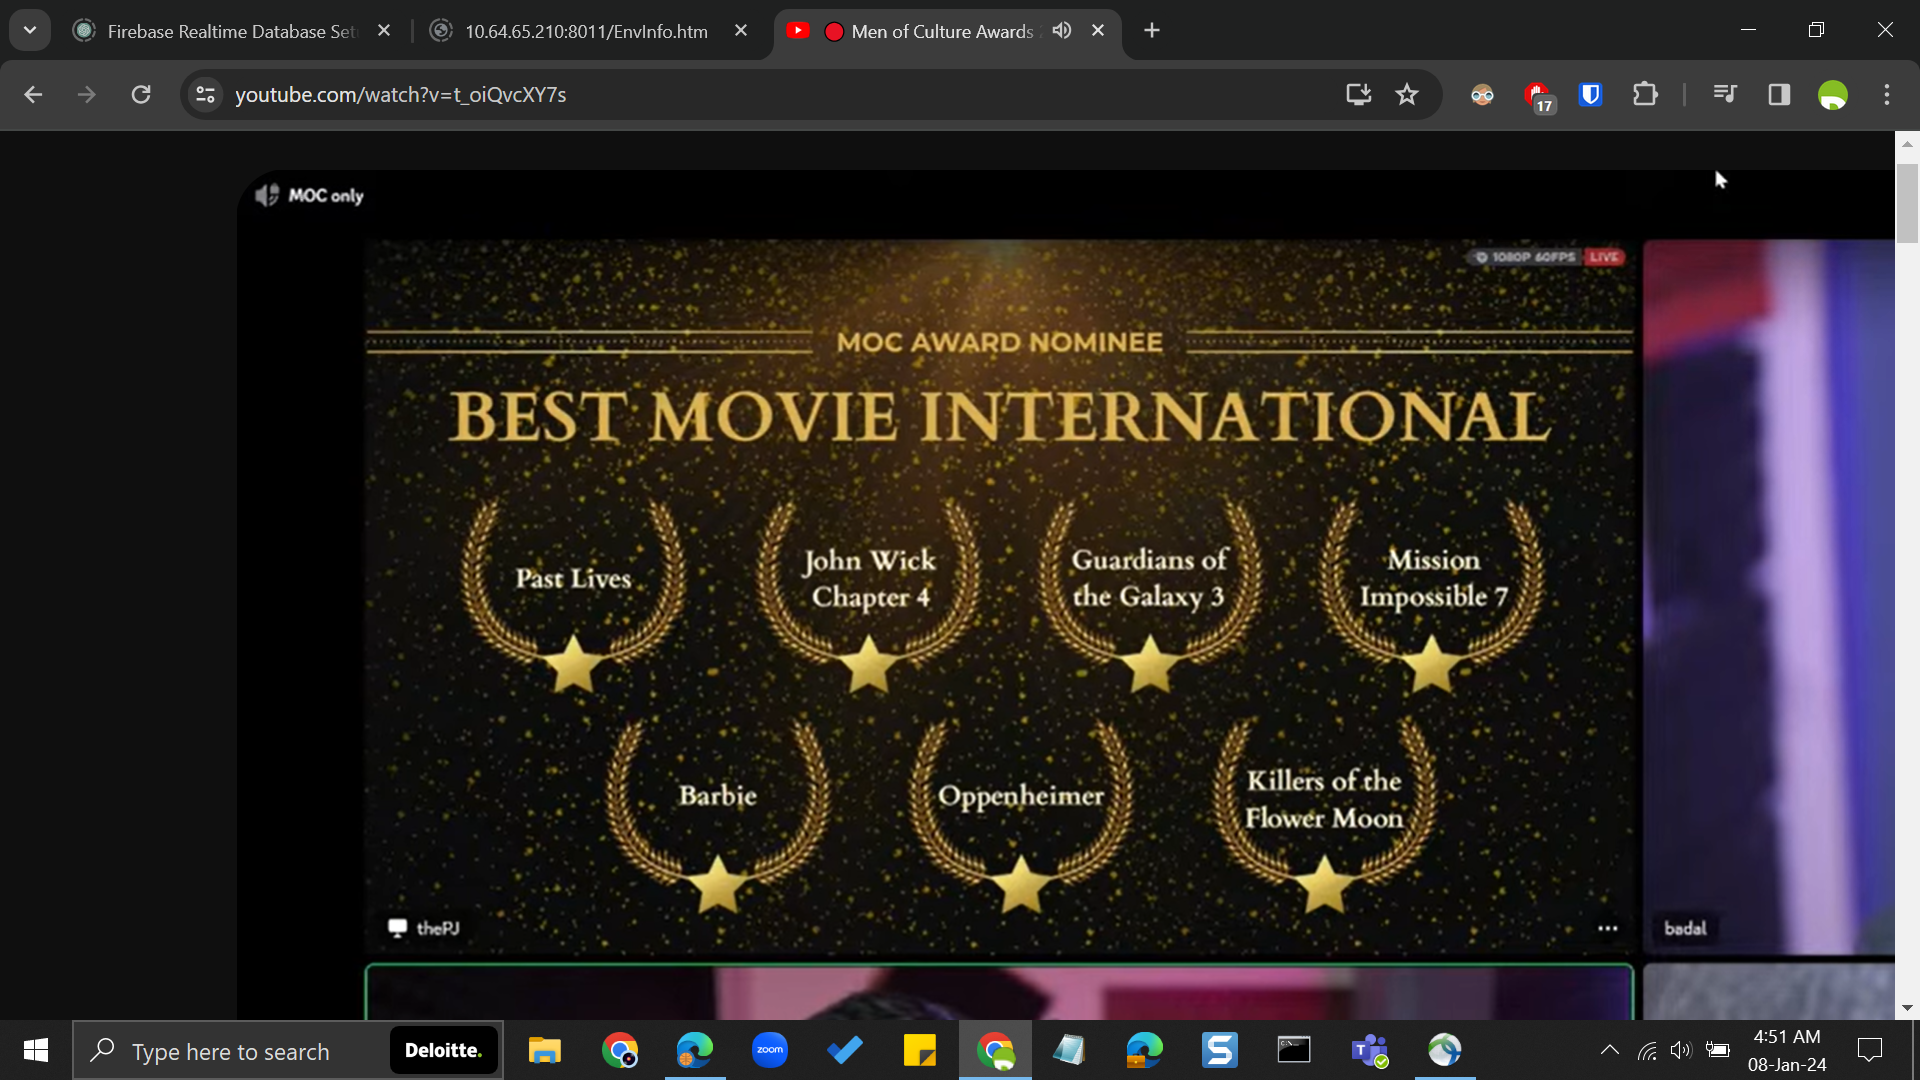 Firebase Realtime Database Set
10.64.65.210:8011/EnvInfo.htm
Men of Culture Awards
youtube.com/watch?v=t_oiQvcXY7s
17
MOC only
1080P 60FPS LIVE
MOC AWARD NOMINEE
BEST MOVIE INTERNATIONAL
Past Lives
John Wick
Chapter 4
Guardians of
the Galaxy 3
Mission
Impossible 7
Barbie
Oppenheimer
Killers of the
Flower Moon
thePJ
badal
Type here to search
Deloitte.
zoom
4:51 AM
08-Jan-24